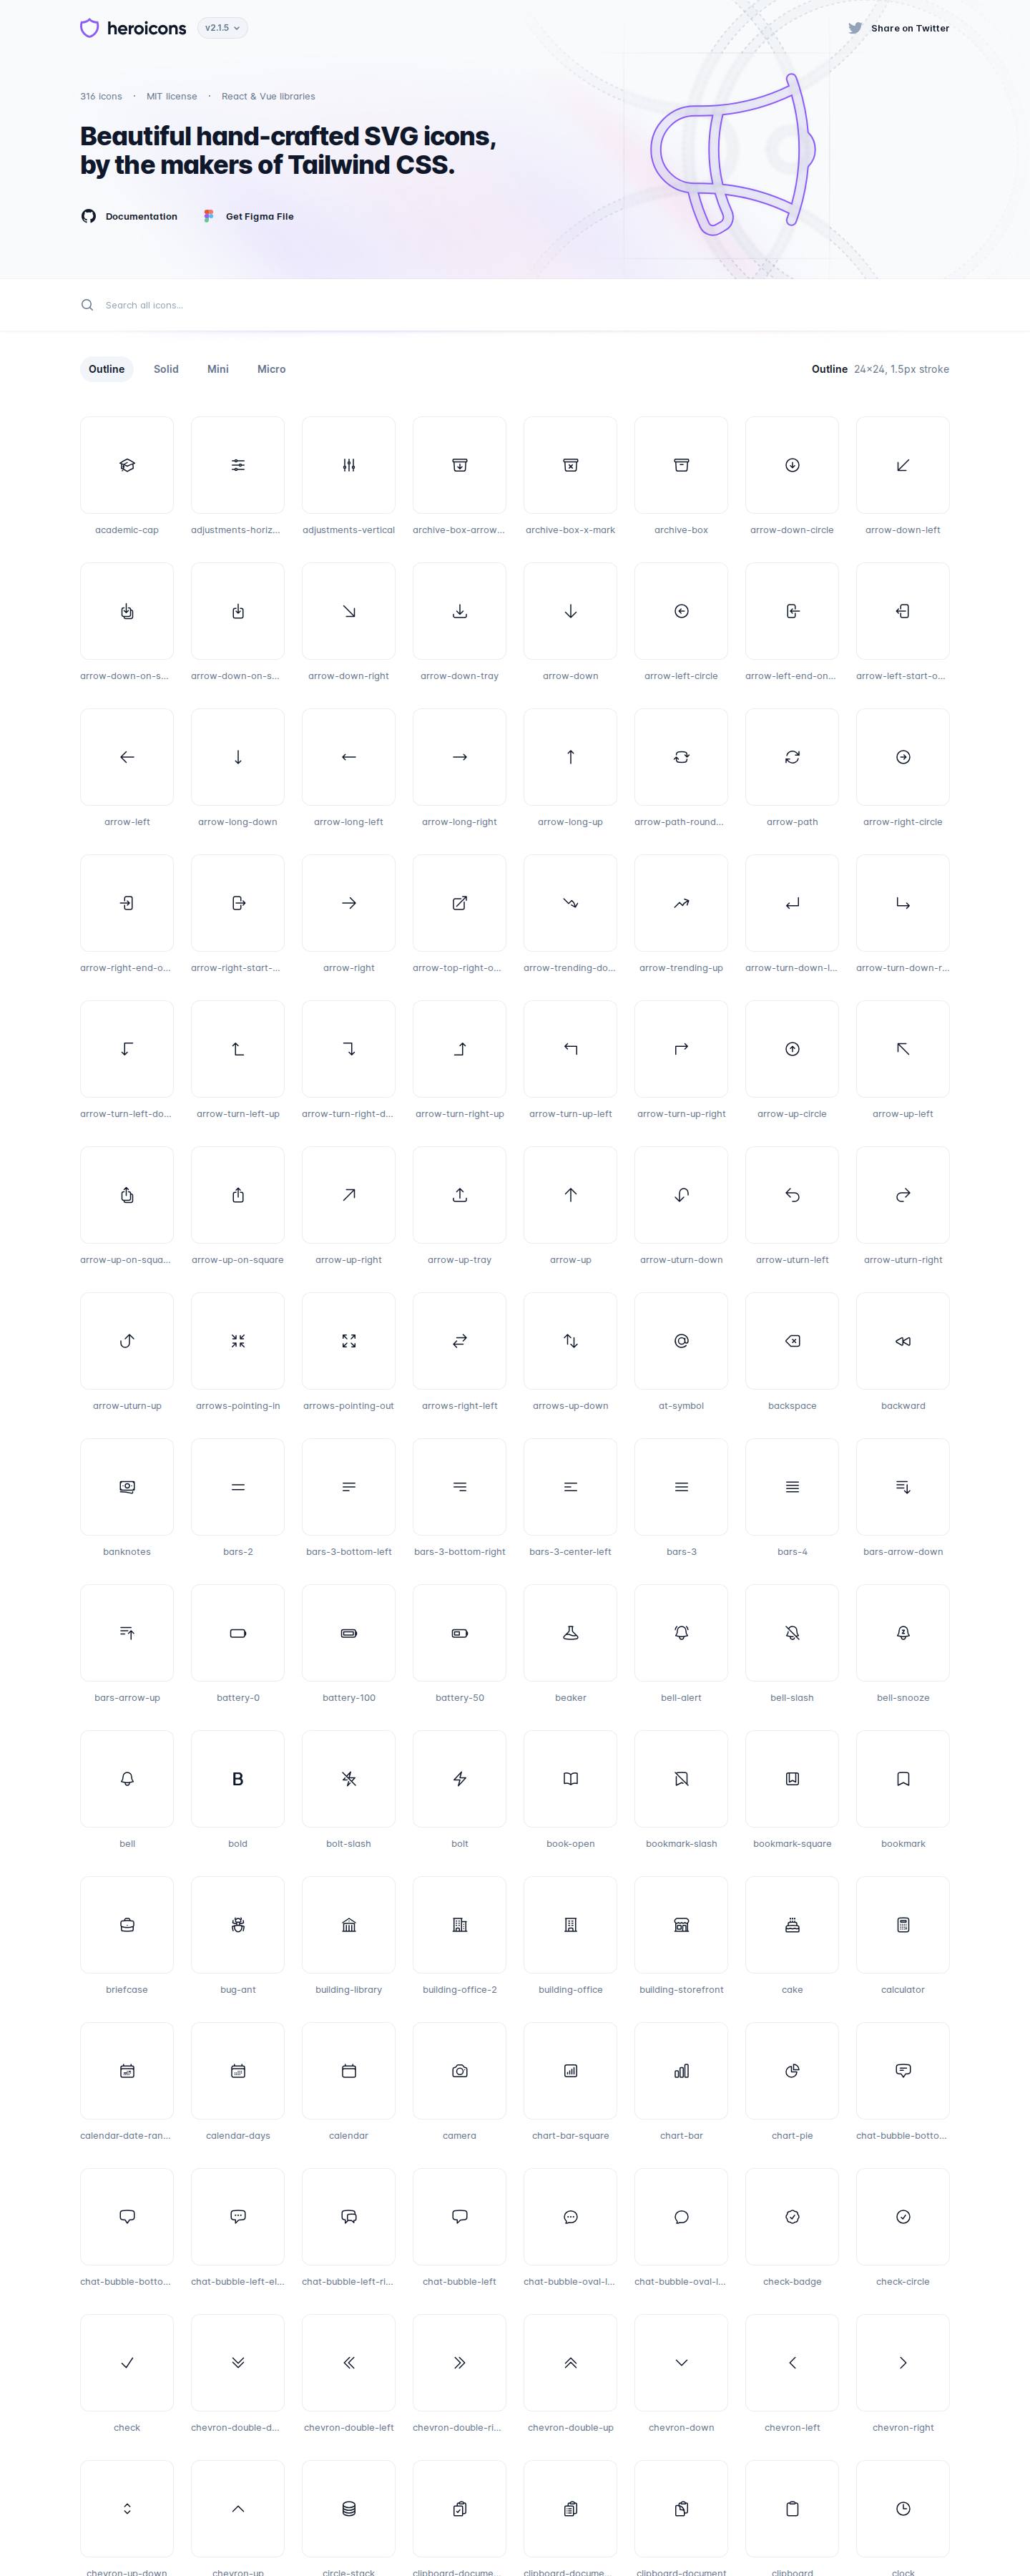 heroicons
v2.1.5
Share on Twitter
316 icons · MIT license · React & Vue libraries
Beautiful hand-crafted SVG icons,
by the makers of Tailwind CSS.
Documentation
Get Figma File
Search all icons...
Outline Solid Mini Micro
Outline 24×24, 1.5px stroke
academic-cap adjustments-horiz... adjustments-vertical archive-box-arrow... archive-box-x-mark archive-box arrow-down-circle arrow-down-left
arrow-down-on-s... arrow-down-on-s... arrow-down-right arrow-down-tray arrow-down arrow-left-circle arrow-left-end-on... arrow-left-start-o...
arrow-left arrow-long-down arrow-long-left arrow-long-right arrow-long-up arrow-path-round... arrow-path arrow-right-circle
arrow-right-end-o... arrow-right-start-... arrow-right arrow-top-right-o... arrow-trending-do... arrow-trending-up arrow-turn-down-l... arrow-turn-down-r...
arrow-turn-left-do... arrow-turn-left-up arrow-turn-right-d... arrow-turn-right-up arrow-turn-up-left arrow-turn-up-right arrow-up-circle arrow-up-left
arrow-up-on-squa... arrow-up-on-square arrow-up-right arrow-up-tray arrow-up arrow-uturn-down arrow-uturn-left arrow-uturn-right
arrow-uturn-up arrows-pointing-in arrows-pointing-out arrows-right-left arrows-up-down at-symbol backspace backward
banknotes bars-2 bars-3-bottom-left bars-3-bottom-right bars-3-center-left bars-3 bars-4 bars-arrow-down
bars-arrow-up battery-0 battery-100 battery-50 beaker bell-alert bell-slash bell-snooze
bell bold bolt-slash bolt book-open bookmark-slash bookmark-square bookmark
briefcase bug-ant building-library building-office-2 building-office building-storefront cake calculator
calendar-date-ran... calendar-days calendar camera chart-bar-square chart-bar chart-pie chat-bubble-botto...
chat-bubble-botto... chat-bubble-left-el... chat-bubble-left-ri... chat-bubble-left chat-bubble-oval-l... chat-bubble-oval-l... check-badge check-circle
check chevron-double-d... chevron-double-left chevron-double-ri... chevron-double-up chevron-down chevron-left chevron-right
chevron-up-down chevron-up circle-stack clipboard-docume... clipboard-docume... clipboard-document clipboard clock